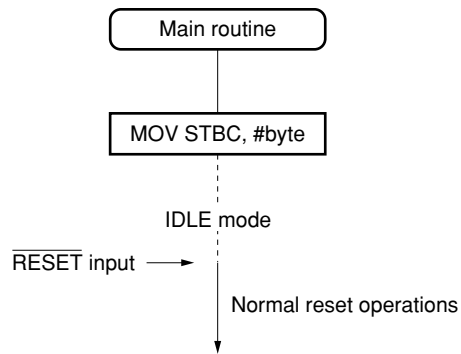 Main routine
MOV STBC, #byte
IDLE mode
RESET input
Normal reset operations